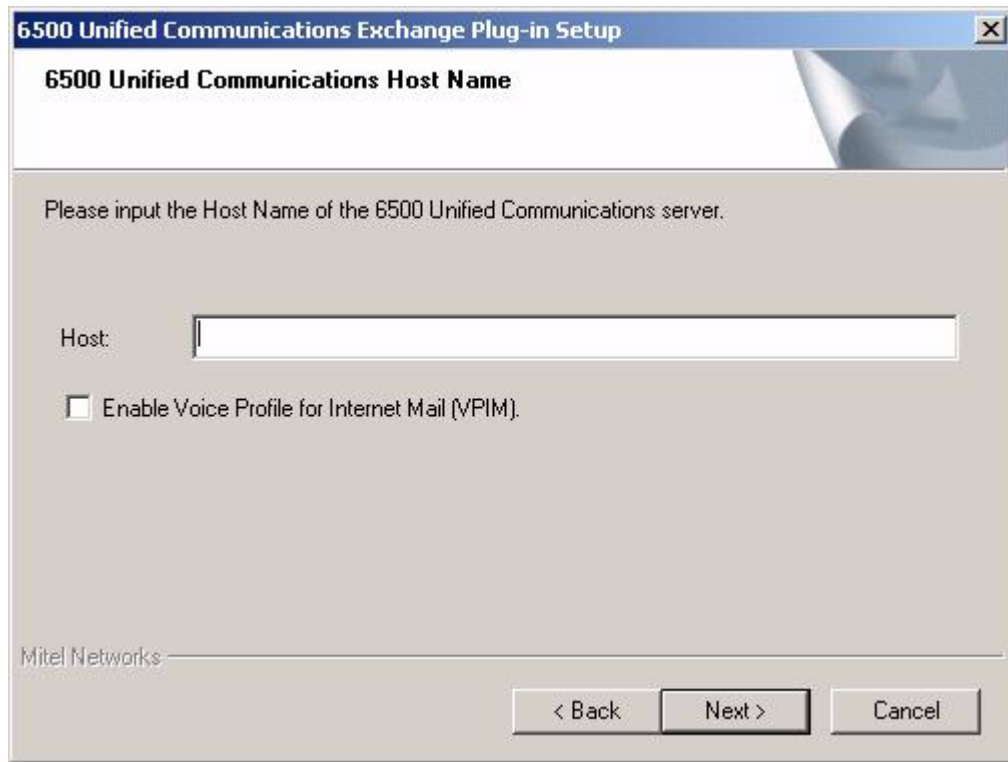 6500 Unified Communications Exchange Plug-in Setup
6500 Unified Communications Host Name
Please input the Host Name of the 6500 Unified Communications server.
Host:
Enable Voice Profile for Internet Mail (VPIM).
Mitel Networks
< Back
Next >
Cancel